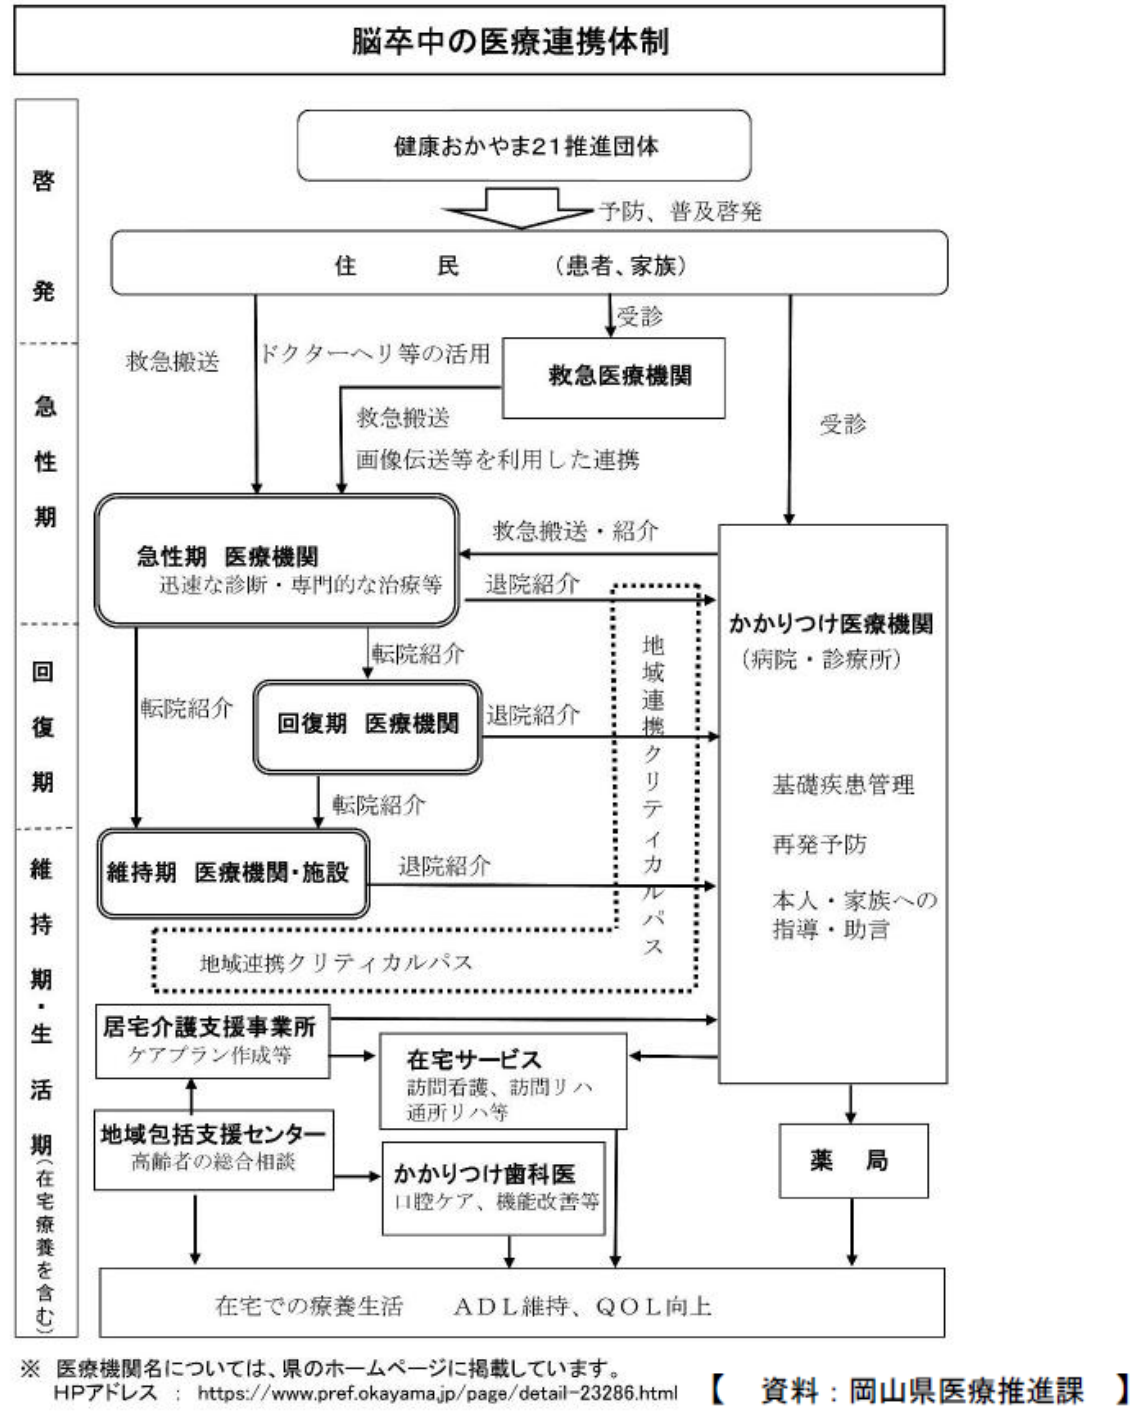 脳卒中の医療連携体制
啓発
健康おかやま21推進団体
予防、普及啓発
住民 (患者、家族)
受診
救急搬送
ドクターヘリ等の活用
救急医療機関
急性期
救急搬送
画像伝送等を利用した連携
受診
急性期 医療機関
迅速な診断・専門的な治療等
救急搬送・紹介
退院紹介
かかりつけ医療機関
(病院・診療所)
基礎疾患管理
再発予防
本人・家族への
指導・助言
回復期
転院紹介
転院紹介
回復期 医療機関
退院紹介
地域連携クリティカルパス
転院紹介
維持期・生活期(在宅療養を含む)
維持期 医療機関・施設
退院紹介
地域連携クリティカルパス
居宅介護支援事業所
ケアプラン作成等
在宅サービス
訪問看護、訪問リハ
通所リハ等
地域包括支援センター
高齢者の総合相談
かかりつけ歯科医
口腔ケア、機能改善等
薬局
在宅での療養生活 ADL維持、QOL向上
※ 医療機関名については、県のホームページに掲載しています。
HPアドレス : https://www.pref.okayama.jp/page/detail-23286.html
【 資料:岡山県医療推進課 】